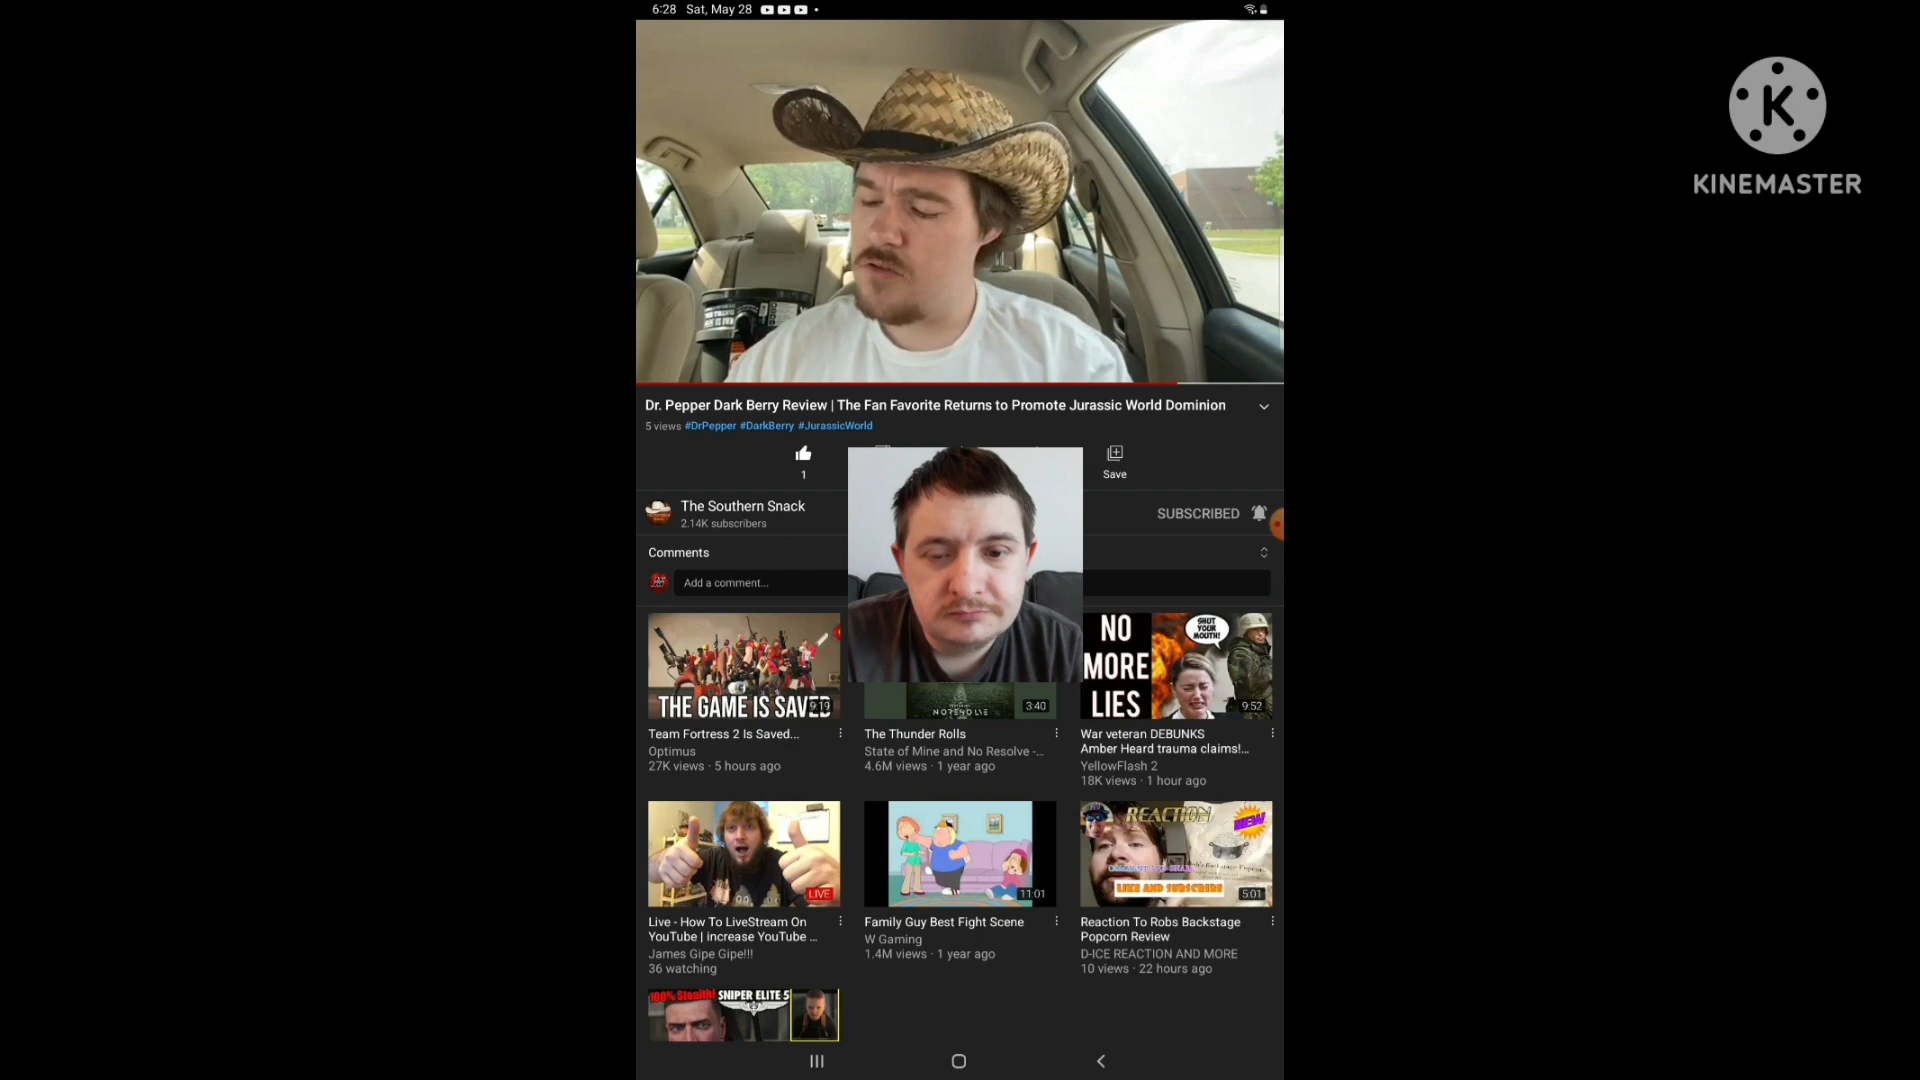 6:28 Sat, May 28
K
KINEMASTER
Dr. Pepper Dark Berry Review | The Fan Favorite Returns to Promote Jurassic World Dominion
5 views #DrPepper #DarkBerry #JurassicWorld
1
Save
The Southern Snack
2.14K subscribers
SUBSCRIBED
Comments
Add a comment...
THE GAME IS SAVED
9:19
Team Fortress 2 Is Saved...
Optimus
27K views · 5 hours ago
3:40
The Thunder Rolls
State of Mine and No Resolve -...
4.6M views · 1 year ago
NO
MORE
LIES
SHUT
YOUR
MOUTH!
9:52
War veteran DEBUNKS
Amber Heard trauma claims!...
YellowFlash 2
18K views · 1 hour ago
LIVE
Live - How To LiveStream On
YouTube | increase YouTube ...
James Gipe Gipe!!!
36 watching
11:01
Family Guy Best Fight Scene
W Gaming
1.4M views · 1 year ago
REACTION
NEW
LIKE AND SUBSCRIBE
5:01
Reaction To Robs Backstage
Popcorn Review
D-ICE REACTION AND MORE
10 views · 22 hours ago
100% Stealth! SNIPER ELITE 5